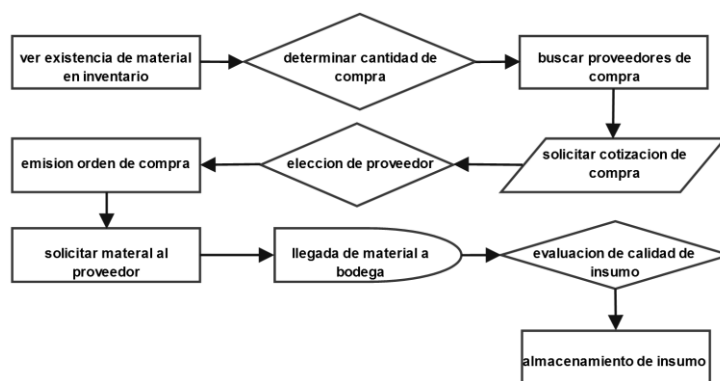 ver existencia de material
en inventario
determinar cantidad de
compra
buscar proveedores de
compra
solicitar cotizacion de
compra
eleccion de proveedor
emision orden de compra
solicitar materal al
proveedor
llegada de material a
bodega
evaluacion de calidad de
insumo
almacenamiento de insumo